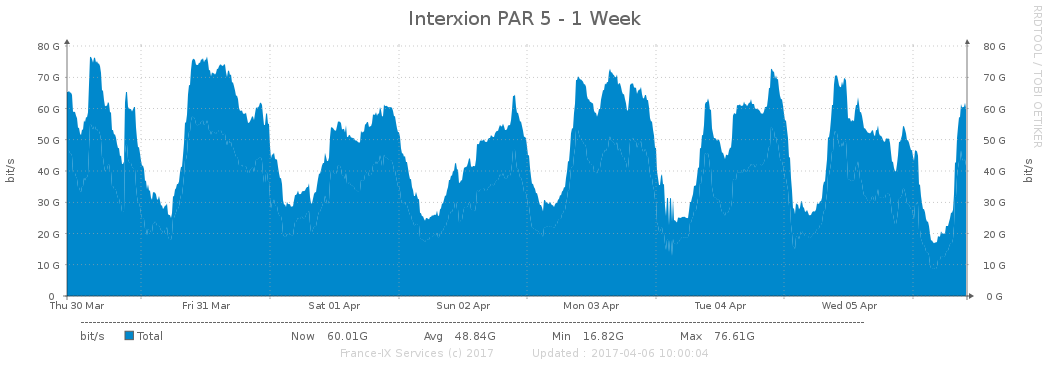 Interxion PAR 5 - 1 Week
RRDTOOL / TOBI OETIKER
80 G 80 G
70 G 70 G
60 G 60 G
50 G 50 G
40 G 40 G
30 G 30 G
20 G 20 G
10 G 10 G
0 0 G
bit/s bit/s
Thu 30 Mar Fri 31 Mar Sat 01 Apr Sun 02 Apr Mon 03 Apr Tue 04 Apr Wed 05 Apr
bit/s Total Now 60.01G Avg 48.84G Min 16.82G Max 76.61G
France-IX Services (c) 2017 Updated : 2017-04-06 10:00:04